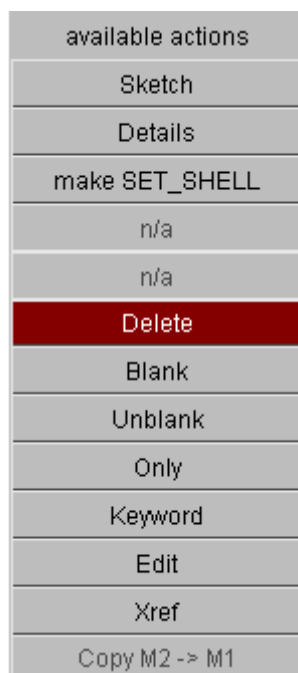 available actions
Sketch
Details
make SET_SHELL
n/a
n/a
Delete
Blank
Unblank
Only
Keyword
Edit
Xref
Copy M2 -> M1